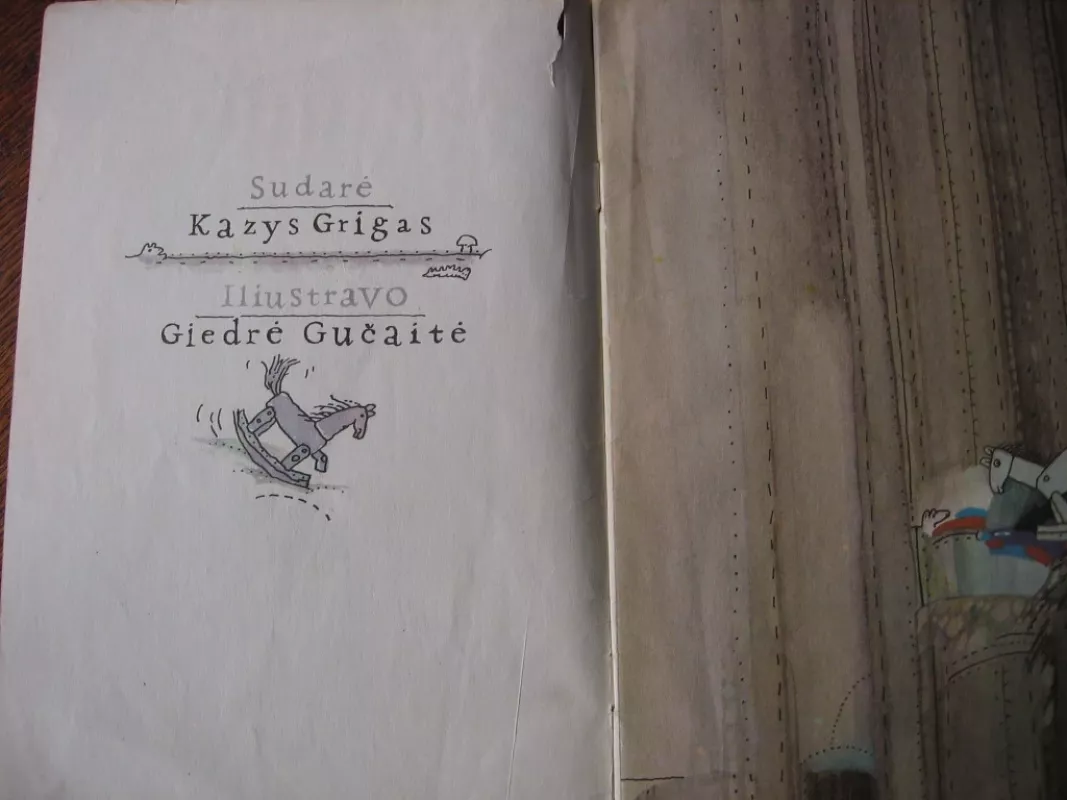 Sudarė
Kazys Grigas
Iliustravo
Giedrė Gučaitė